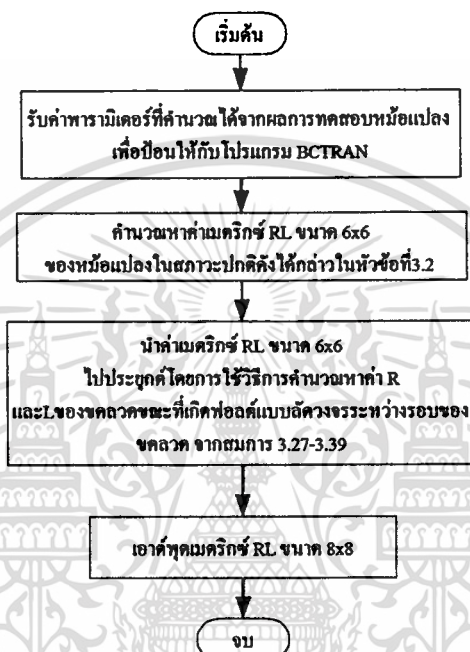 เริ่มต้น
รับค่าพารามิเตอร์ที่คำนวณได้จากผลการทดสอบหม้อแปลง
เพื่อป้อนให้กับโปรแกรม BCTRAN
คำนวณหาค่าเมตริกซ์ RL ขนาด 6x6
ของหม้อแปลงในสภาวะปกติดังได้กล่าวในหัวข้อที่3.2
นำค่าเมตริกซ์ RL ขนาด 6x6
ไปประยุกต์โดยการใช้วิธีการคำนวณหาค่า R
และLของขดลวดขณะที่เกิดฟอลต์แบบลัดวงจรระหว่างรอบของ
ขดลวด จากสมการ 3.27-3.39
เอาต์พุตเมตริกซ์ RL ขนาด 8x8
จบ